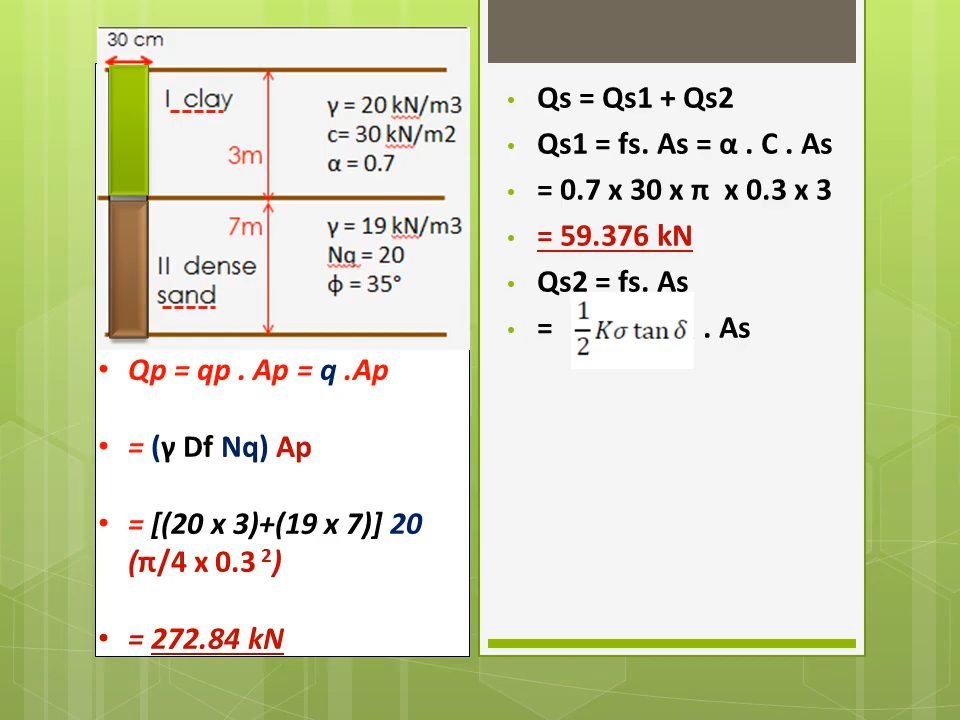 30 cm
I clay
γ = 20 kN/m3
c= 30 kN/m2
3m
α = 0.7
7m
γ = 19 kN/m3
Nq = 20
II dense
sand
ϕ = 35°
• Qp = qp . Ap = q .Ap
• = (γ Df Nq) Ap
• = [(20 x 3)+(19 x 7)] 20
(π/4 x 0.3 ²)
• = 272.84 kN
• Qs = Qs1 + Qs2
• Qs1 = fs. As = α . C . As
• = 0.7 x 30 x π x 0.3 x 3
• = 59.376 kN
• Qs2 = fs. As
• = 1/2 Kσ tan δ . As